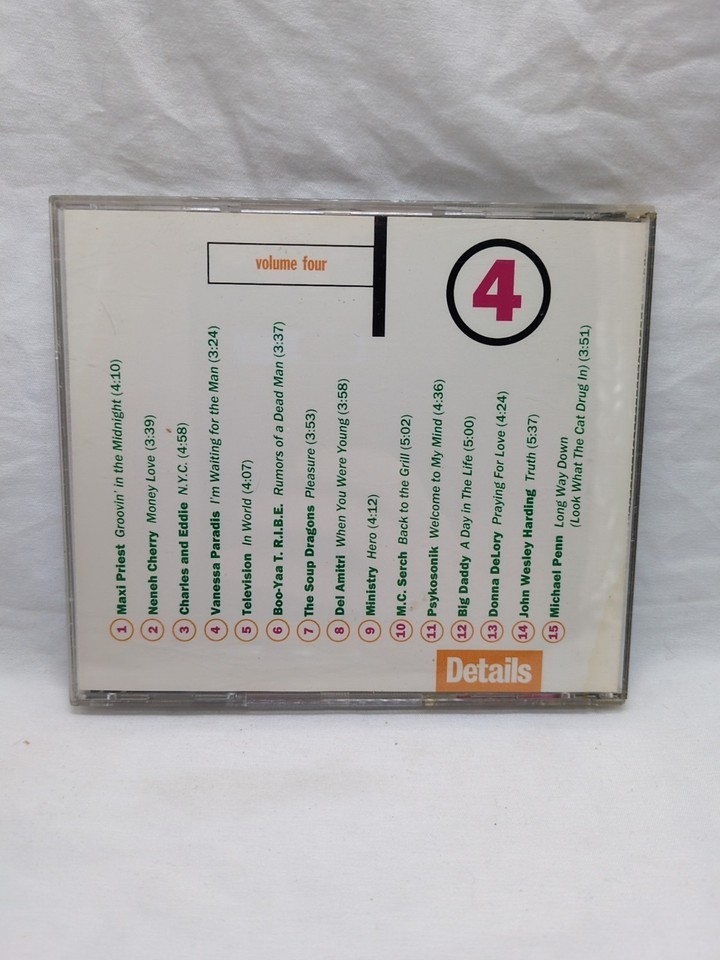 volume four
4
1 Maxi Priest Groovin' in the Midnight (4:10)
2 Neneh Cherry Money Love (3:39)
3 Charles and Eddie N.Y.C. (4:58)
4 Vanessa Paradis I'm Waiting for the Man (3:24)
5 Television In World (4:07)
6 Boo-Yaa T. R.I.B.E. Rumors of a Dead Man (3:37)
7 The Soup Dragons Pleasure (3:53)
8 Del Amitri When You Were Young (3:58)
9 Ministry Hero (4:12)
10 M.C. Serch Back to the Grill (5:02)
11 Psykosonik Welcome to My Mind (4:36)
12 Big Daddy A Day in The Life (5:00)
13 Donna DeLory Praying For Love (4:24)
14 John Wesley Harding Truth (5:37)
15 Michael Penn Long Way Down
(Look What The Cat Drug In) (3:51)
Details